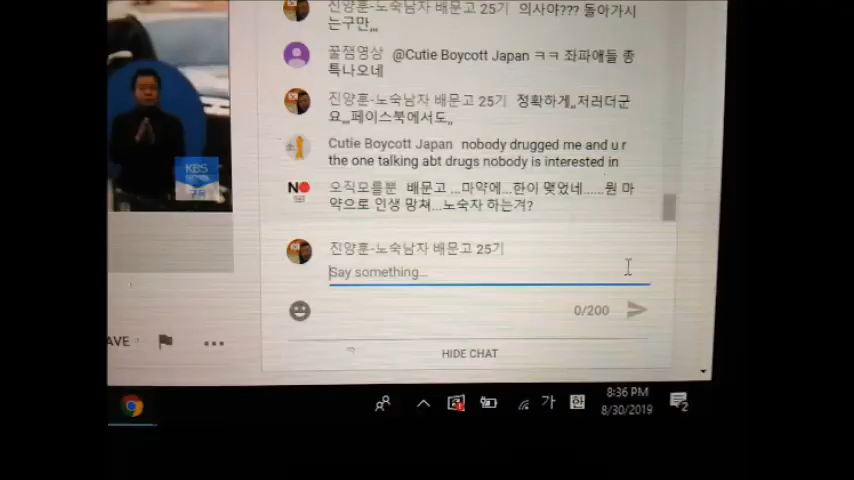 진양훈-노숙남자 배문고 25기 의사야??? 돌아가시
는구만,,,
꿀잼영상 @Cutie Boycott Japan ㅋㅋ 좌파애들 종
특나오네
진양훈-노숙남자 배문고 25기 정확하게,,저러더군
요,,,페이스북에서도,,
Cutie Boycott Japan nobody drugged me and u r
the one talking abt drugs nobody is interested in
오직모를뿐 배문고 ...마약에...한이 맺었네......뭔 마
약으로 인생 망쳐...노숙자 하는겨?
진양훈-노숙남자 배문고 25기
Say something...
0/200
HIDE CHAT
KBS
구독
NO
AVE
가
한
8:36 PM
8/30/2019
2